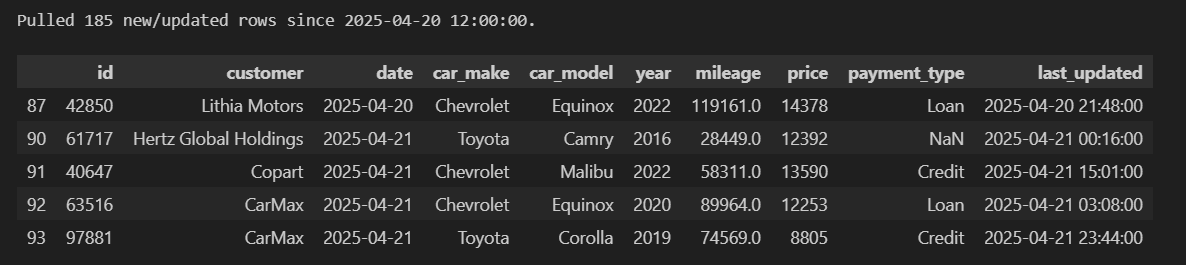 Pulled 185 new/updated rows since 2025-04-20 12:00:00.
id customer date car_make car_model year mileage price payment_type last_updated
87 42850 Lithia Motors 2025-04-20 Chevrolet Equinox 2022 119161.0 14378 Loan 2025-04-20 21:48:00
90 61717 Hertz Global Holdings 2025-04-21 Toyota Camry 2016 28449.0 12392 NaN 2025-04-21 00:16:00
91 40647 Copart 2025-04-21 Chevrolet Malibu 2022 58311.0 13590 Credit 2025-04-21 15:01:00
92 63516 CarMax 2025-04-21 Chevrolet Equinox 2020 89964.0 12253 Loan 2025-04-21 03:08:00
93 97881 CarMax 2025-04-21 Toyota Corolla 2019 74569.0 8805 Credit 2025-04-21 23:44:00